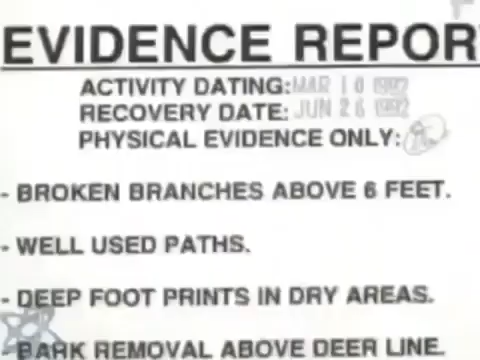 EVIDENCE REPOR
ACTIVITY DATING: MAR 10 1992
RECOVERY DATE: JUN 26 1992
PHYSICAL EVIDENCE ONLY:
- BROKEN BRANCHES ABOVE 6 FEET.
- WELL USED PATHS.
- DEEP FOOT PRINTS IN DRY AREAS.
- BARK REMOVAL ABOVE DEER LINE.